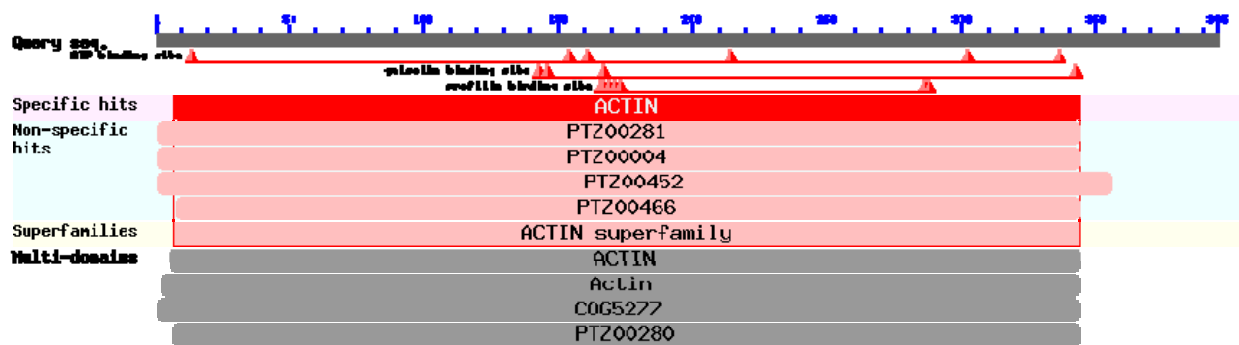 50 100 150 200 250 300 350 395
Query seq.
ATP binding site
gelsolin binding site
profilin binding site
Specific hits ACTIN
Non-specific hits PTZ00281
PTZ00004
PTZ00452
PTZ00466
Superfamilies ACTIN superfamily
Multi-domains ACTIN
Actin
COG5277
PTZ00280